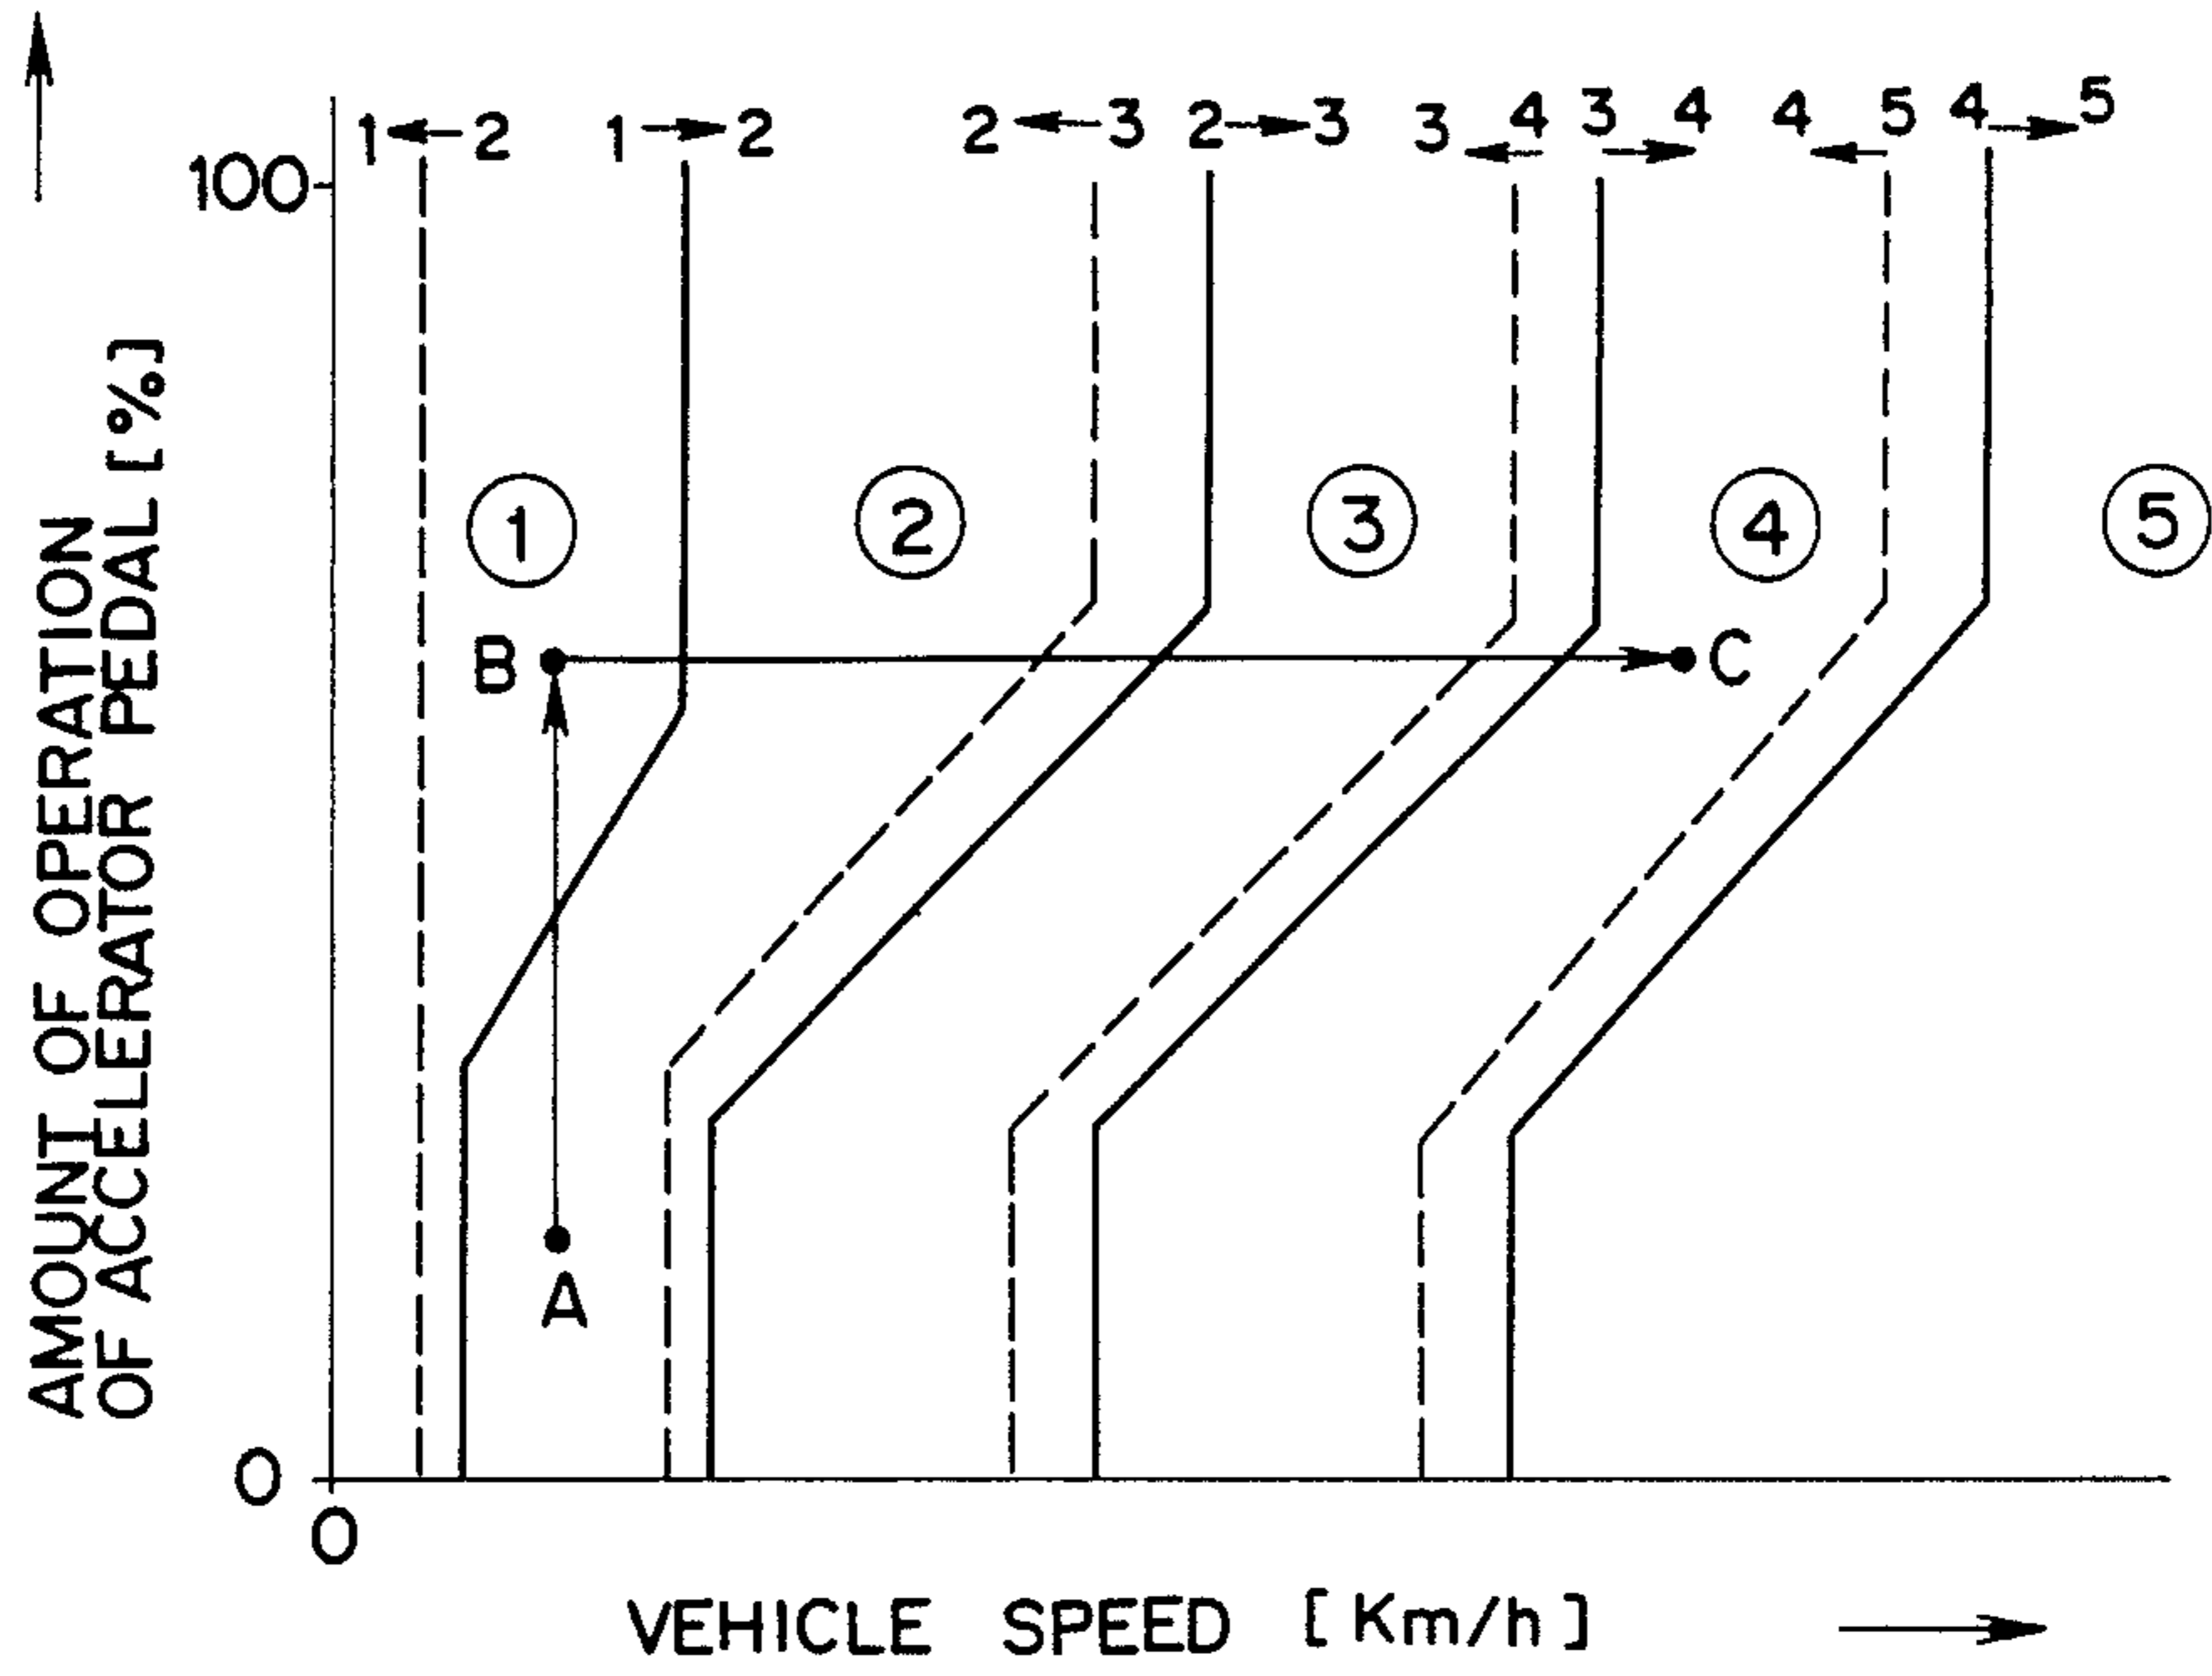 1←2 1→2 2←3 2→3 3←4 3→4 4←5 4→5
100
① ② ③ ④ ⑤
B C
A
0
0
AMOUNT OF OPERATION
OF ACCELERATOR PEDAL [%]
VEHICLE SPEED [Km/h]